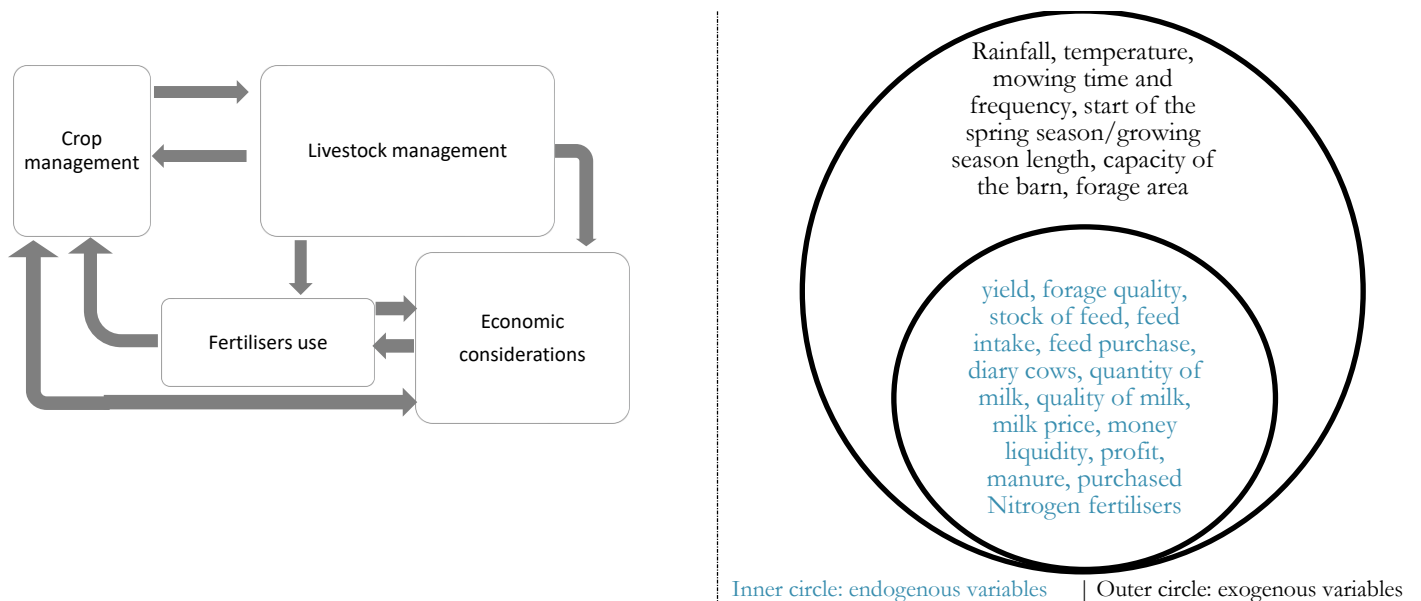 Crop
management
Livestock management
Fertilisers use
Economic
considerations
Rainfall, temperature,
mowing time and
frequency, start of the
spring season/growing
season length, capacity of
the barn, forage area
yield, forage quality,
stock of feed, feed
intake, feed purchase,
diary cows, quantity of
milk, quality of milk,
milk price, money
liquidity, profit,
manure, purchased
Nitrogen fertilisers
Inner circle: endogenous variables | Outer circle: exogenous variables